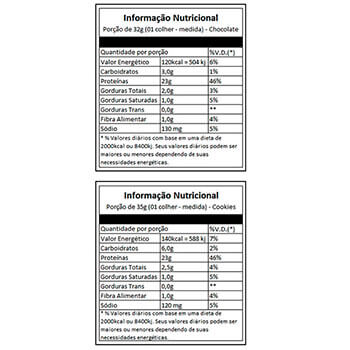 Informação Nutricional
Porção de 32g (01 colher - medida) - Chocolate
Quantidade por porção %V.D.(*)
Valor Energético 120kcal = 504 kj 6%
Carboidratos 3,0g 1%
Proteínas 23g 46%
Gorduras Totais 2,0g 3%
Gorduras Saturadas 1,0g 5%
Gorduras Trans 0,0g **
Fibra Alimentar 1,0g 4%
Sódio 130 mg 5%
* % Valores diários com base em uma dieta de
2000kcal ou 8400kj. Seus valores diários podem ser
maiores ou menores dependendo de suas
necesidades energéticas.
Informação Nutricional
Porção de 35g (01 colher - medida) - Cookies
Quantidade por porção %V.D.(*)
Valor Energético 140kcal = 588 kj 7%
Carboidratos 6,0g 2%
Proteínas 23g 46%
Gorduras Totais 2,5g 4%
Gorduras Saturadas 1,0g 5%
Gorduras Trans 0,0g **
Fibra Alimentar 1,0g 4%
Sódio 120 mg 5%
* % Valores diários com base em uma dieta de
2000kcal ou 8400kj. Seus valores diários podem ser
maiores ou menores dependendo de suas
necesidades energéticas.